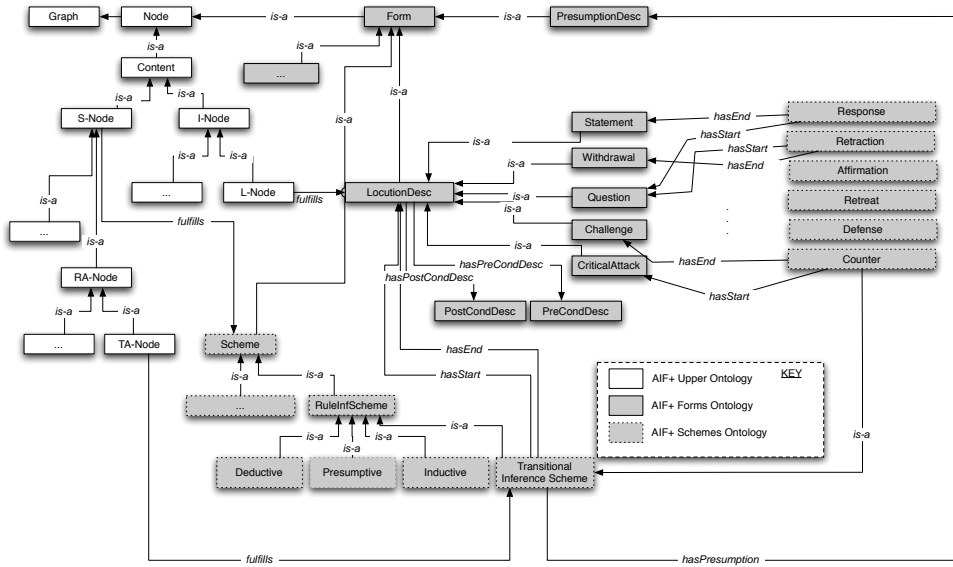 Graph
Node
is-a
Form
is-a
PresumptionDesc
is-a
is-a
...
Content
is-a
is-a
S-Node
I-Node
is-a
is-a
is-a
is-a
...
L-Node
fulfills
LocutionDesc
is-a
Statement
is-a
Withdrawal
is-a
Question
is-a
Challenge
is-a
CriticalAttack
hasEnd
hasStart
hasStart
hasEnd
Response
Retraction
Affirmation
Retreat
.
.
.
Defense
Counter
hasEnd
hasStart
is-a
...
fulfills
is-a
RA-Node
is-a
is-a
...
TA-Node
hasPreCondDesc
hasPostCondDesc
PostCondDesc
PreCondDesc
Scheme
hasEnd
hasStart
is-a
is-a
...
RuleInfScheme
is-a
is-a
is-a
is-a
Deductive
Presumptive
Inductive
Transitional
Inference Scheme
KEY
AIF+ Upper Ontology
AIF+ Forms Ontology
AIF+ Schemes Ontology
is-a
fulfills
hasPresumption